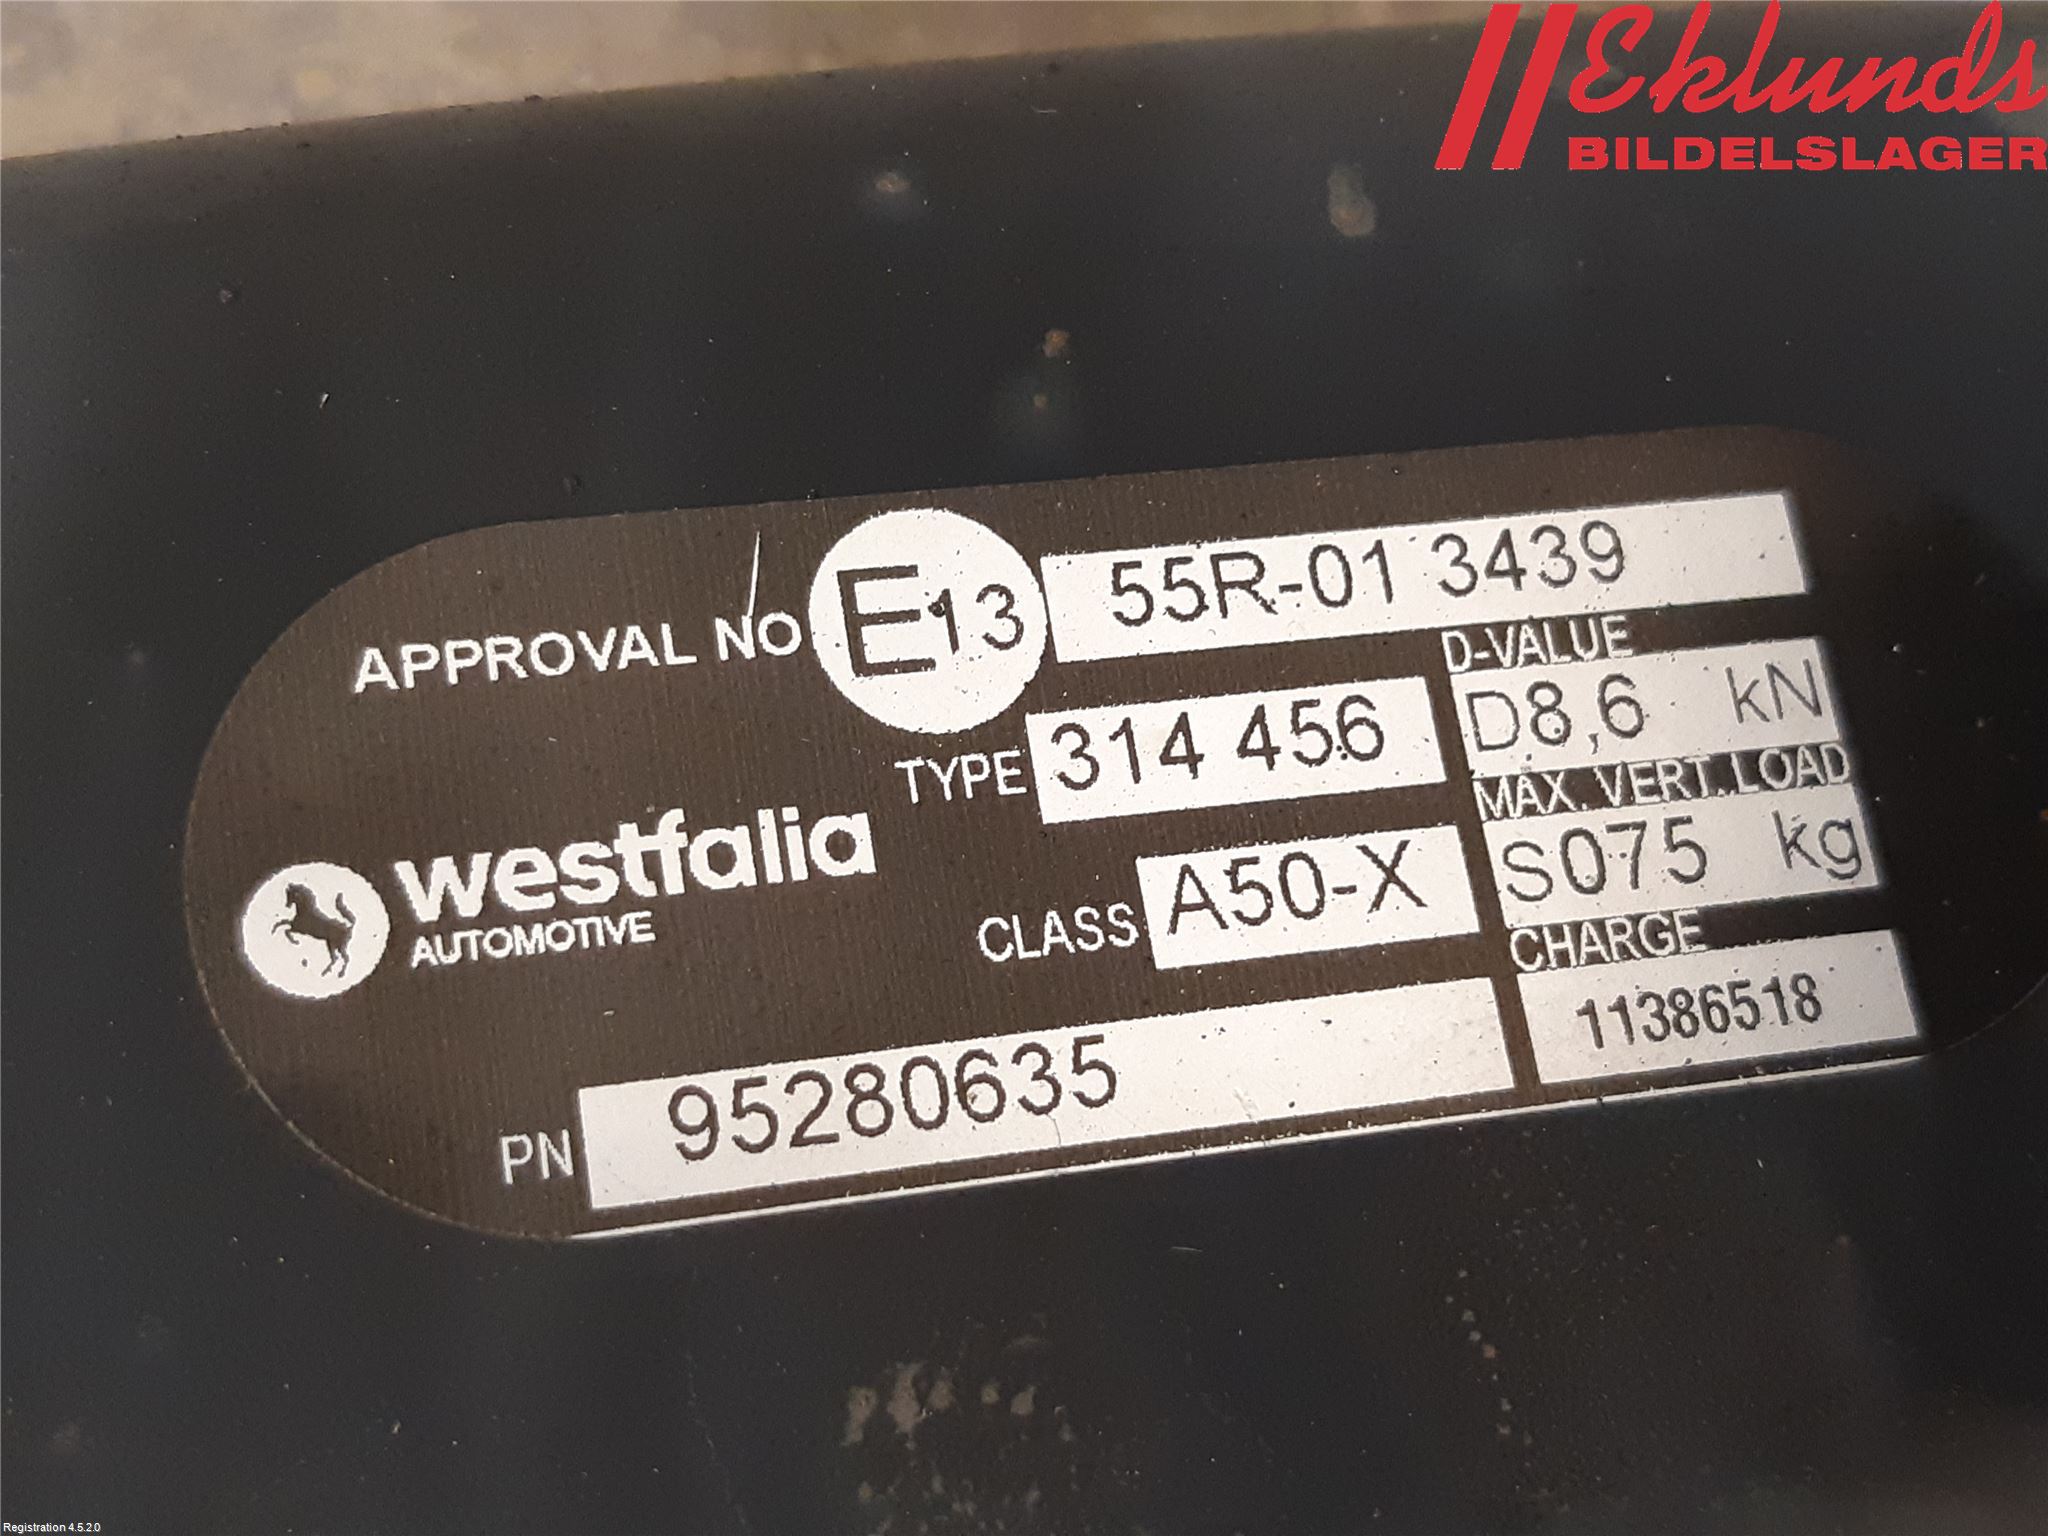 Eklunds
BILDELSLAGER
APPROVAL NO E13 55R-01 3439
D-VALUE
TYPE 314 456 D8,6 kN
MAX. VERT. LOAD
westfalia
AUTOMOTIVE
CLASS A50-X S075 kg
CHARGE
11386518
PN 95280635
Registration 4.5.2.0